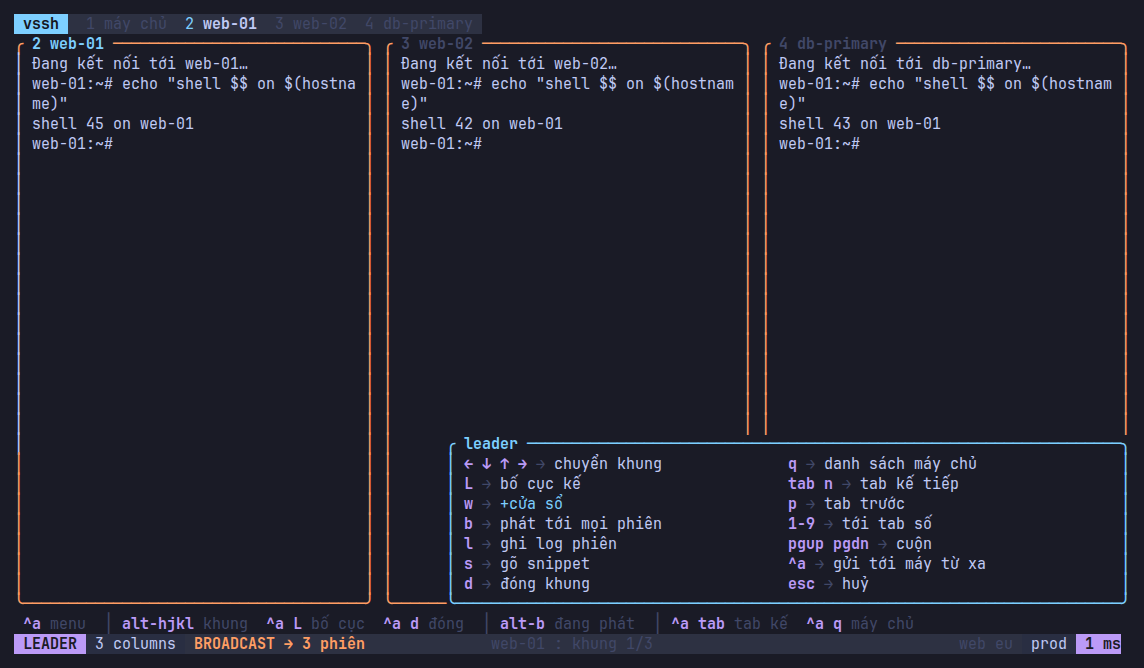 vssh 1 máy chủ 2 web-01 3 web-02 4 db-primary
2 web-01
Đang kết nối tới web-01…
web-01:~# echo "shell $$ on $(hostna
me)"
shell 45 on web-01
web-01:~#
3 web-02
Đang kết nối tới web-02…
web-01:~# echo "shell $$ on $(hostnam
e)"
shell 42 on web-01
web-01:~#
4 db-primary
Đang kết nối tới db-primary…
web-01:~# echo "shell $$ on $(hostnam
e)"
shell 43 on web-01
web-01:~#
leader
← ↓ ↑ → → chuyển khung
L → bố cục kế
w → +cửa sổ
b → phát tới mọi phiên
l → ghi log phiên
s → gõ snippet
d → đóng khung
q → danh sách máy chủ
tab n → tab kế tiếp
p → tab trước
1-9 → tới tab số
pgup pgdn → cuộn
^a → gửi tới máy từ xa
esc → huỷ
^a menu │ alt-hjkl khung ^a L bố cục ^a d đóng │ alt-b đang phát │ ^a tab tab kế ^a q máy chủ
LEADER 3 columns BROADCAST → 3 phiên web-01 : khung 1/3 web eu prod 1 ms